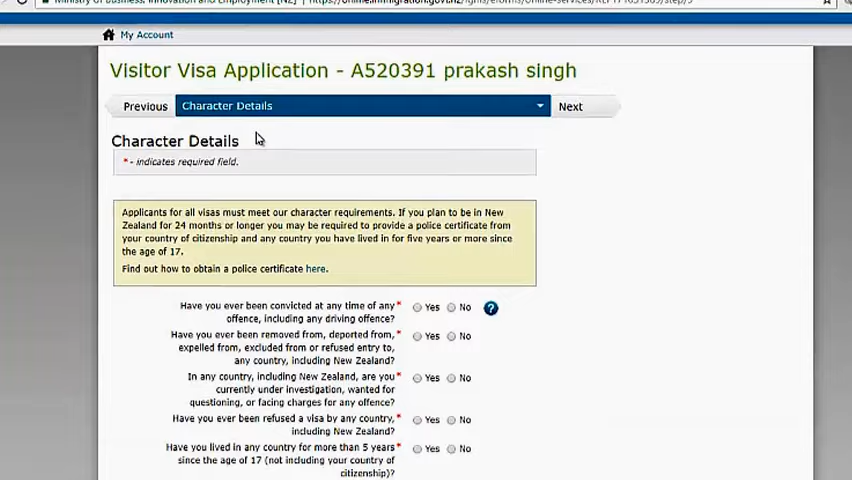 My Account
Visitor Visa Application - A520391 prakash singh
Previous Character Details Next
Character Details
* - indicates required field.
Applicants for all visas must meet our character requirements. If you plan to be in New
Zealand for 24 months or longer you may be required to provide a police certificate from
your country of citizenship and any country you have lived in for five years or more since
the age of 17.
Find out how to obtain a police certificate here.
Have you ever been convicted at any time of any * Yes No ?
offence, including any driving offence?
Have you ever been removed from, deported from, * Yes No
expelled from, excluded from or refused entry to,
any country, including New Zealand?
In any country, including New Zealand, are you * Yes No
currently under investigation, wanted for
questioning, or facing charges for any offence?
Have you ever been refused a visa by any country, * Yes No
including New Zealand?
Have you lived in any country for more than 5 years * Yes No
since the age of 17 (not including your country of
citizenship)?